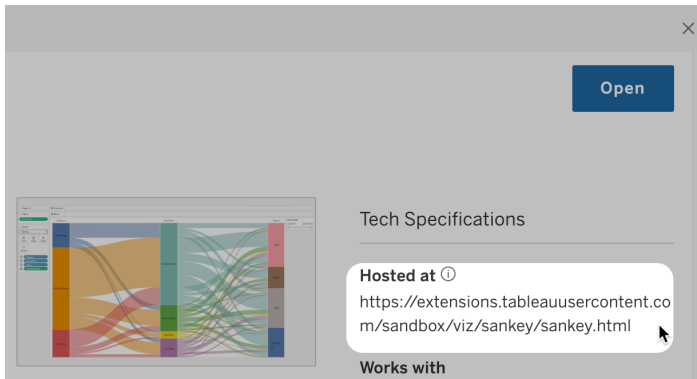 Open
Tech Specifications
Hosted at
https://extensions.tableauusercontent.co
m/sandbox/viz/sankey/sankey.html
Works with